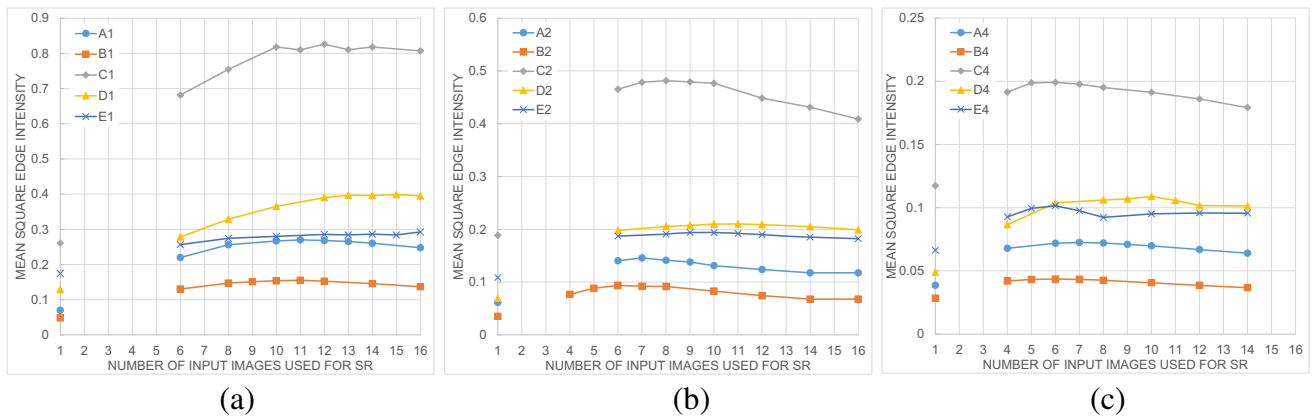 0.9
0.8
0.7
0.6
0.5
0.4
0.3
0.2
0.1
0
A1
B1
C1
D1
E1
MEAN SQUARE EDGE INTENSITY
1 2 3 4 5 6 7 8 9 10 11 12 13 14 15 16
NUMBER OF INPUT IMAGES USED FOR SR
(a)
0.6
0.5
0.4
0.3
0.2
0.1
0
A2
B2
C2
D2
E2
MEAN SQUARE EDGE INTENSITY
1 2 3 4 5 6 7 8 9 10 11 12 13 14 15 16
NUMBER OF INPUT IMAGES USED FOR SR
(b)
0.25
0.2
0.15
0.1
0.05
0
A4
B4
C4
D4
E4
MEAN SQUARE EDGE INTENSITY
1 2 3 4 5 6 7 8 9 10 11 12 13 14 15 16
NUMBER OF INPUT IMAGES USED FOR SR
(c)